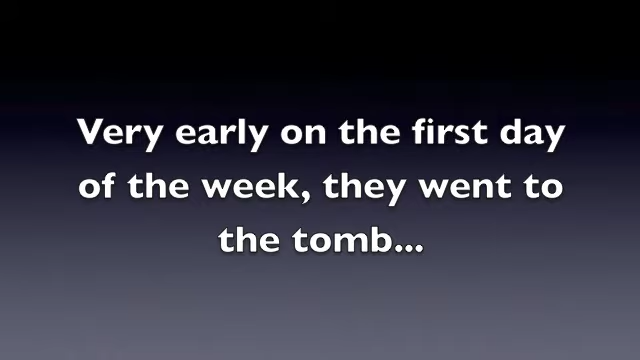 Very early on the first day
of the week, they went to
the tomb...